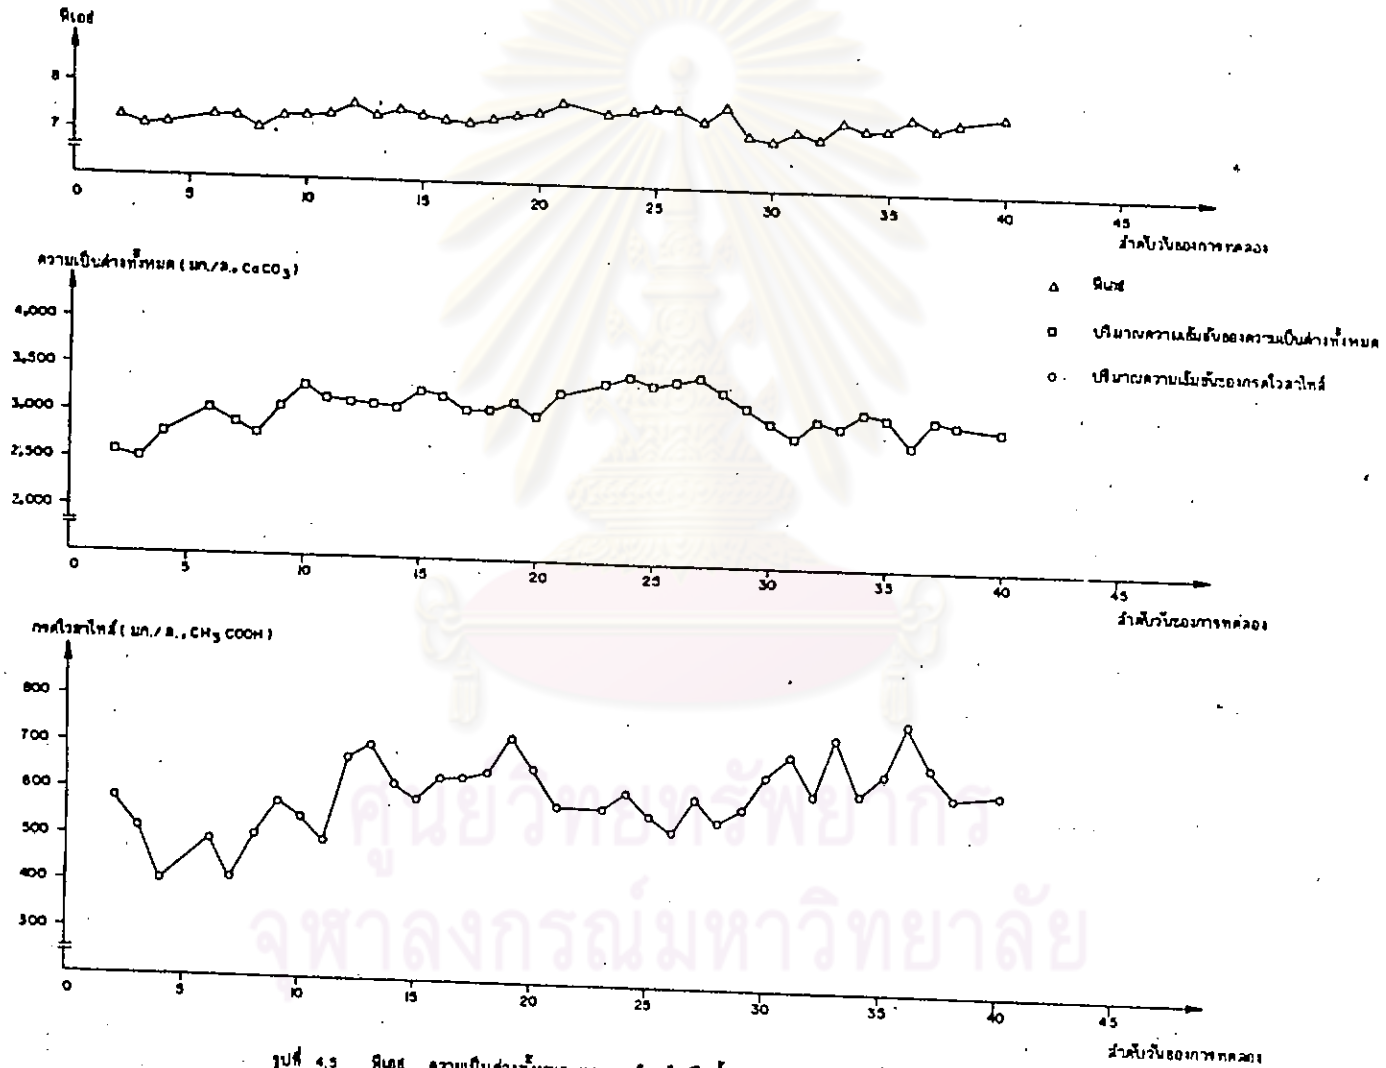 พีเอช
8
7
0 5 10 15 20 25 30 35 40 45
ลำดับวันของการทดลอง
ความเป็นด่างทั้งหมด (มก./ล., CaCO3)
4,000
3,500
3,000
2,500
2,000
0 5 10 15 20 25 30 35 40 45
ลำดับวันของการทดลอง
△ พีเอช
□ ปริมาณความเข้มข้นของความเป็นด่างทั้งหมด
○ ปริมาณความเข้มข้นของกรดโวลาไทล์
กรดโวลาไทล์ (มก./ล., CH3COOH)
800
700
600
500
400
300
0 5 10 15 20 25 30 35 40 45
ลำดับวันของการทดลอง
ศูนย์วิทยทรัพยากร
จุฬาลงกรณ์มหาวิทยาลัย
รูปที่ 4.5 พีเอช ความเป็นด่างทั้งหมด